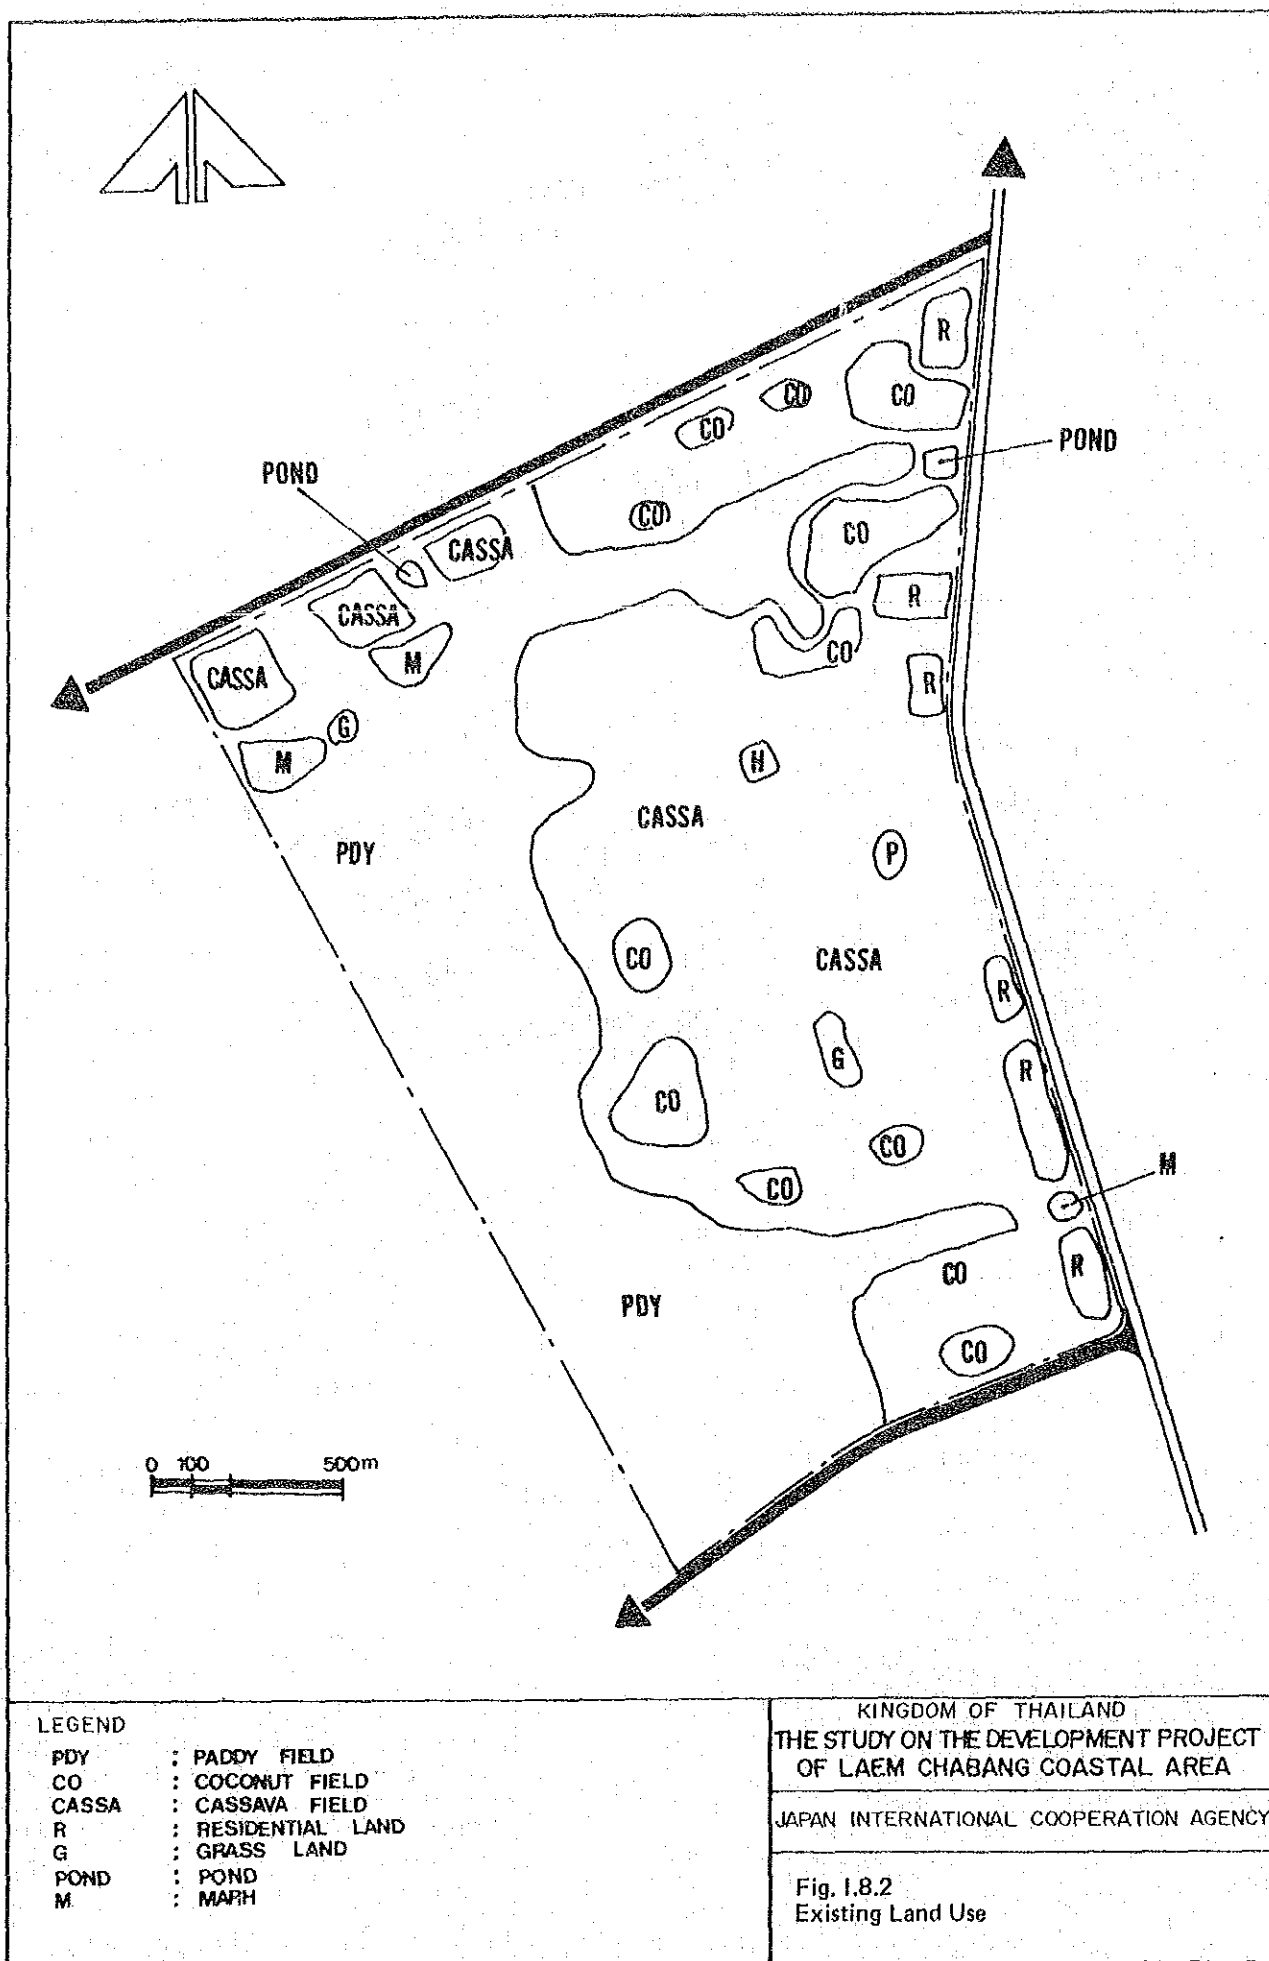 R
CO
CO
CO
POND
POND
CO
CO
CASSA
CASSA
R
M
CO
CASSA
R
G
M
H
CASSA
PDY
P
CO
CASSA
R
G
R
CO
CO
M
CO
R
CO
PDY
CO
0 100 500m
LEGEND
PDY : PADDY FIELD
CO : COCONUT FIELD
CASSA : CASSAVA FIELD
R : RESIDENTIAL LAND
G : GRASS LAND
POND : POND
M : MARH
KINGDOM OF THAILAND
THE STUDY ON THE DEVELOPMENT PROJECT
OF LAEM CHABANG COASTAL AREA
JAPAN INTERNATIONAL COOPERATION AGENCY
Fig. I.8.2
Existing Land Use